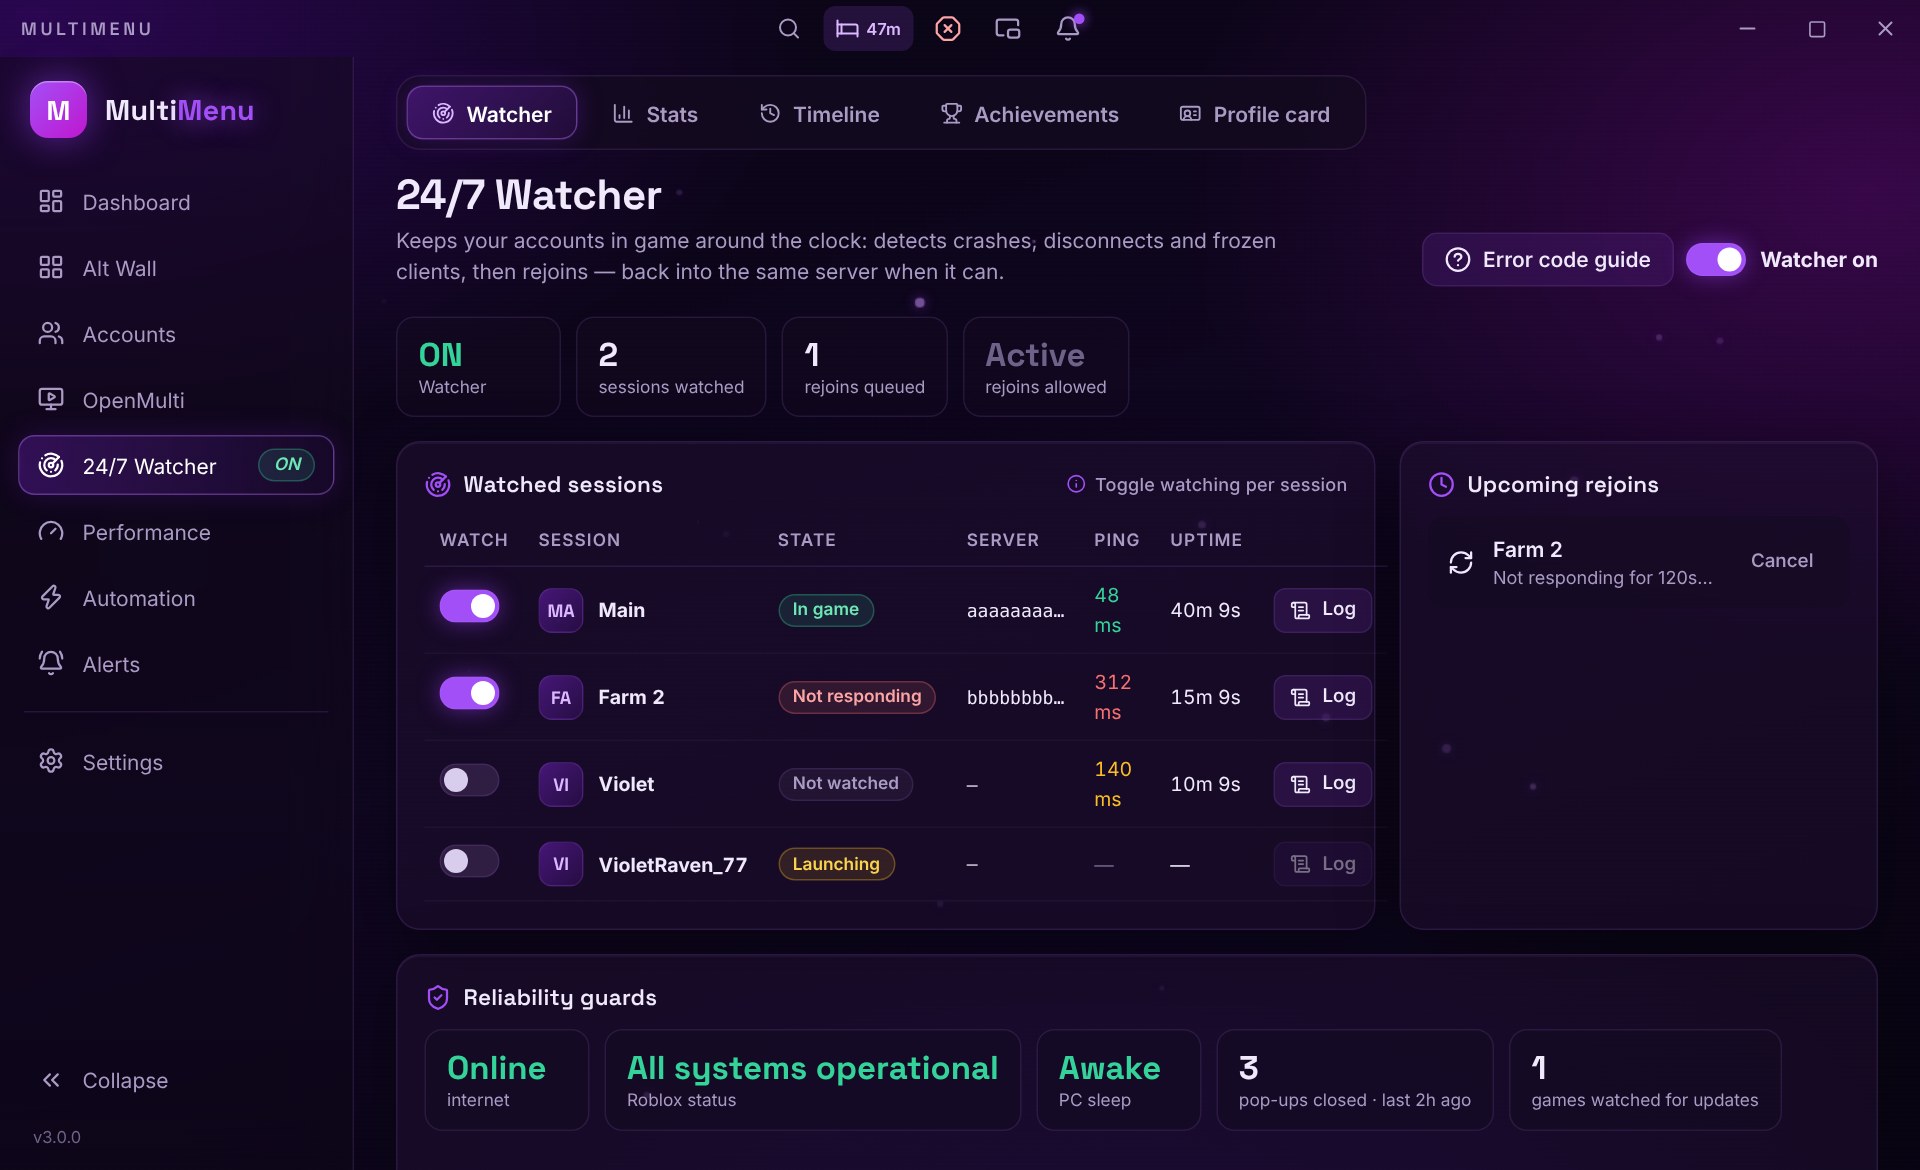 MULTIMENU
47m
M MultiMenu
Dashboard
Alt Wall
Accounts
OpenMulti
24/7 Watcher ON
Performance
Automation
Alerts
Settings
Collapse
v3.0.0
Watcher Stats Timeline Achievements Profile card
24/7 Watcher
Keeps your accounts in game around the clock: detects crashes, disconnects and frozen
clients, then rejoins — back into the same server when it can.
Error code guide Watcher on
ON
Watcher
2
sessions watched
1
rejoins queued
Active
rejoins allowed
Watched sessions Toggle watching per session
WATCH SESSION STATE SERVER PING UPTIME
MA Main In game aaaaaaaa… 48 ms 40m 9s Log
FA Farm 2 Not responding bbbbbbbb… 312 ms 15m 9s Log
VI Violet Not watched – 140 ms 10m 9s Log
VI VioletRaven_77 Launching – — — Log
Upcoming rejoins
Farm 2
Not responding for 120s…
Cancel
Reliability guards
Online
internet
All systems operational
Roblox status
Awake
PC sleep
3
pop-ups closed · last 2h ago
1
games watched for updates